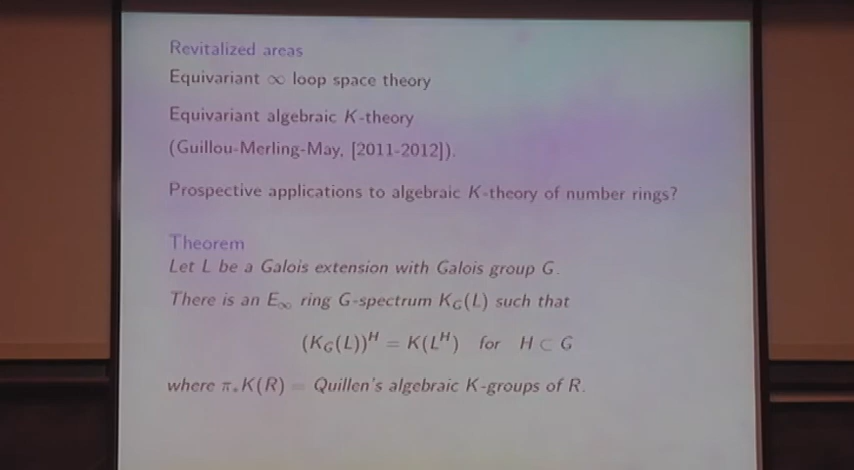 Revitalized areas
Equivariant ∞ loop space theory
Equivariant algebraic K-theory
(Guillou-Merling-May, [2011-2012]).
Prospective applications to algebraic K-theory of number rings?
Theorem
Let L be a Galois extension with Galois group G.
There is an E∞ ring G-spectrum K_G(L) such that
(K_G(L))^H = K(L^H) for H ⊂ G
where π_*K(R) = Quillen's algebraic K-groups of R.